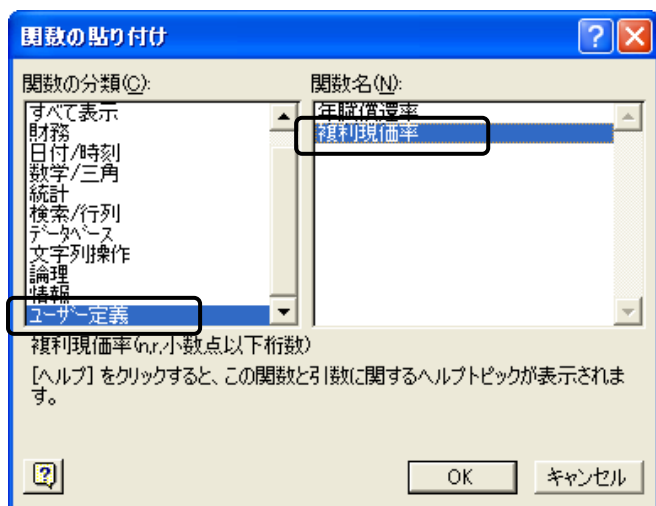 関数の貼り付け
関数の分類(C):
関数名(N):
すべて表示
財務
日付/時刻
数学/三角
統計
検索/行列
データベース
文字列操作
論理
情報
ユーザー定義
年賦償還率
複利現価率
複利現価率(n,r,小数点以下桁数)
[ヘルプ] をクリックすると、この関数と引数に関するヘルプトピックが表示されま
す。
OK
キャンセル